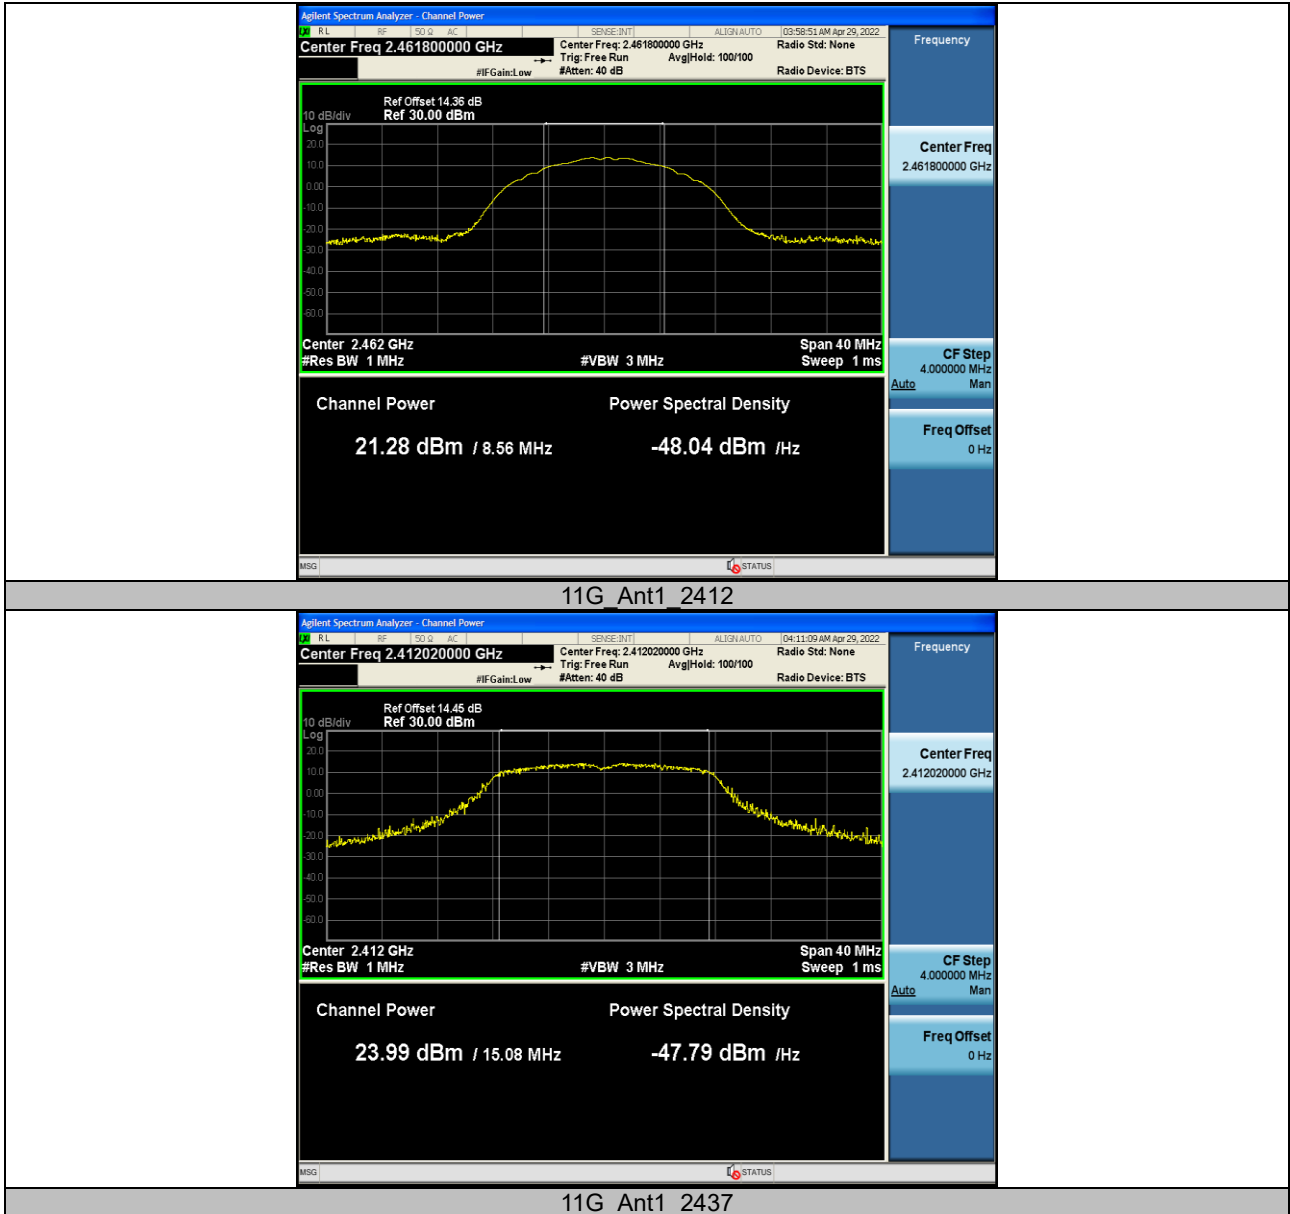 Agilent Spectrum Analyzer - Channel Power
RL RF 50 Ω AC SENSE:INT ALIGN AUTO 03:58:51 AM Apr 29, 2022
Center Freq 2.461800000 GHz
Center Freq: 2.461800000 GHz Radio Std: None
Trig: Free Run Avg|Hold: 100/100
#IFGain:Low #Atten: 40 dB Radio Device: BTS
Frequency
Ref Offset 14.36 dB
10 dB/div Ref 30.00 dBm
Log
20.0
10.0
0.00
-10.0
-20.0
-30.0
-40.0
-50.0
-60.0
Center Freq
2.461800000 GHz
Center 2.462 GHz Span 40 MHz
#Res BW 1 MHz #VBW 3 MHz Sweep 1 ms
CF Step
4.000000 MHz
Auto Man
Channel Power Power Spectral Density
21.28 dBm / 8.56 MHz -48.04 dBm /Hz
Freq Offset
0 Hz
MSG STATUS
11G_Ant1_2412
Agilent Spectrum Analyzer - Channel Power
RL RF 50 Ω AC SENSE:INT ALIGN AUTO 04:11:09 AM Apr 29, 2022
Center Freq 2.412020000 GHz
Center Freq: 2.412020000 GHz Radio Std: None
Trig: Free Run Avg|Hold: 100/100
#IFGain:Low #Atten: 40 dB Radio Device: BTS
Frequency
Ref Offset 14.45 dB
10 dB/div Ref 30.00 dBm
Log
20.0
10.0
0.00
-10.0
-20.0
-30.0
-40.0
-50.0
-60.0
Center Freq
2.412020000 GHz
Center 2.412 GHz Span 40 MHz
#Res BW 1 MHz #VBW 3 MHz Sweep 1 ms
CF Step
4.000000 MHz
Auto Man
Channel Power Power Spectral Density
23.99 dBm / 15.08 MHz -47.79 dBm /Hz
Freq Offset
0 Hz
MSG STATUS
11G_Ant1_2437